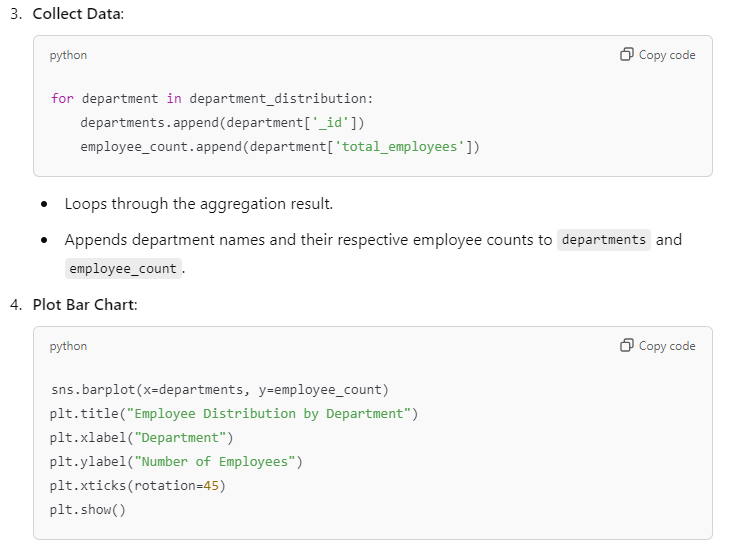 3. Collect Data:
python
Copy code
for department in department_distribution:
    departments.append(department['_id'])
    employee_count.append(department['total_employees'])
• Loops through the aggregation result.
• Appends department names and their respective employee counts to departments and
employee_count.
4. Plot Bar Chart:
python
Copy code
sns.barplot(x=departments, y=employee_count)
plt.title("Employee Distribution by Department")
plt.xlabel("Department")
plt.ylabel("Number of Employees")
plt.xticks(rotation=45)
plt.show()